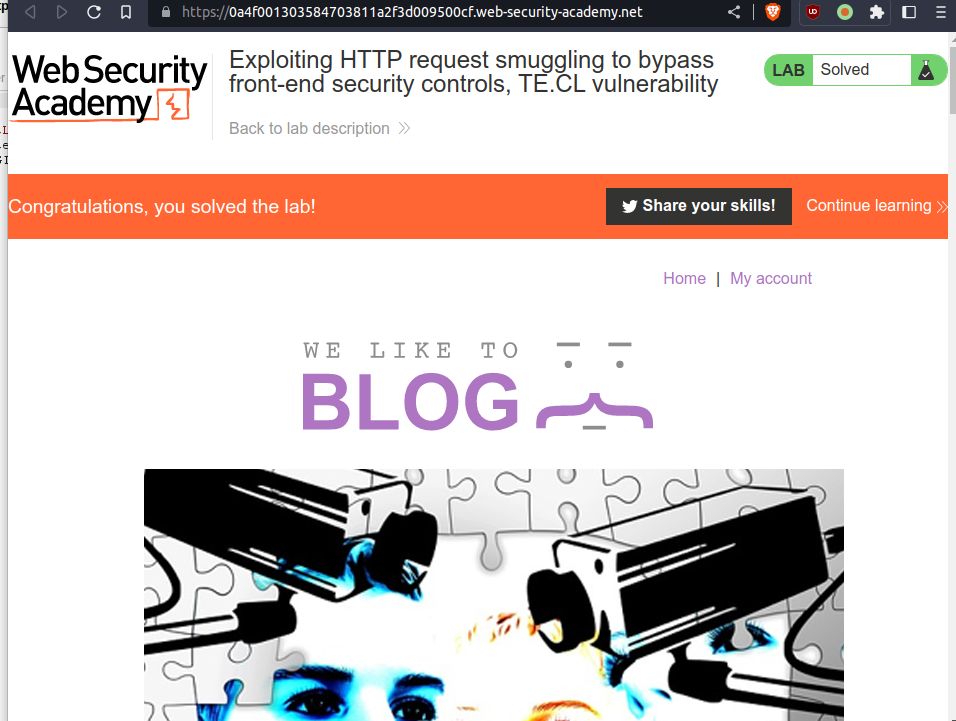 https://0a4f001303584703811a2f3d009500cf.web-security-academy.net
Web Security
Academy
Exploiting HTTP request smuggling to bypass
front-end security controls, TE.CL vulnerability
Back to lab description
LAB Solved
Congratulations, you solved the lab!
Share your skills!
Continue learning
Home | My account
WE LIKE TO
BLOG